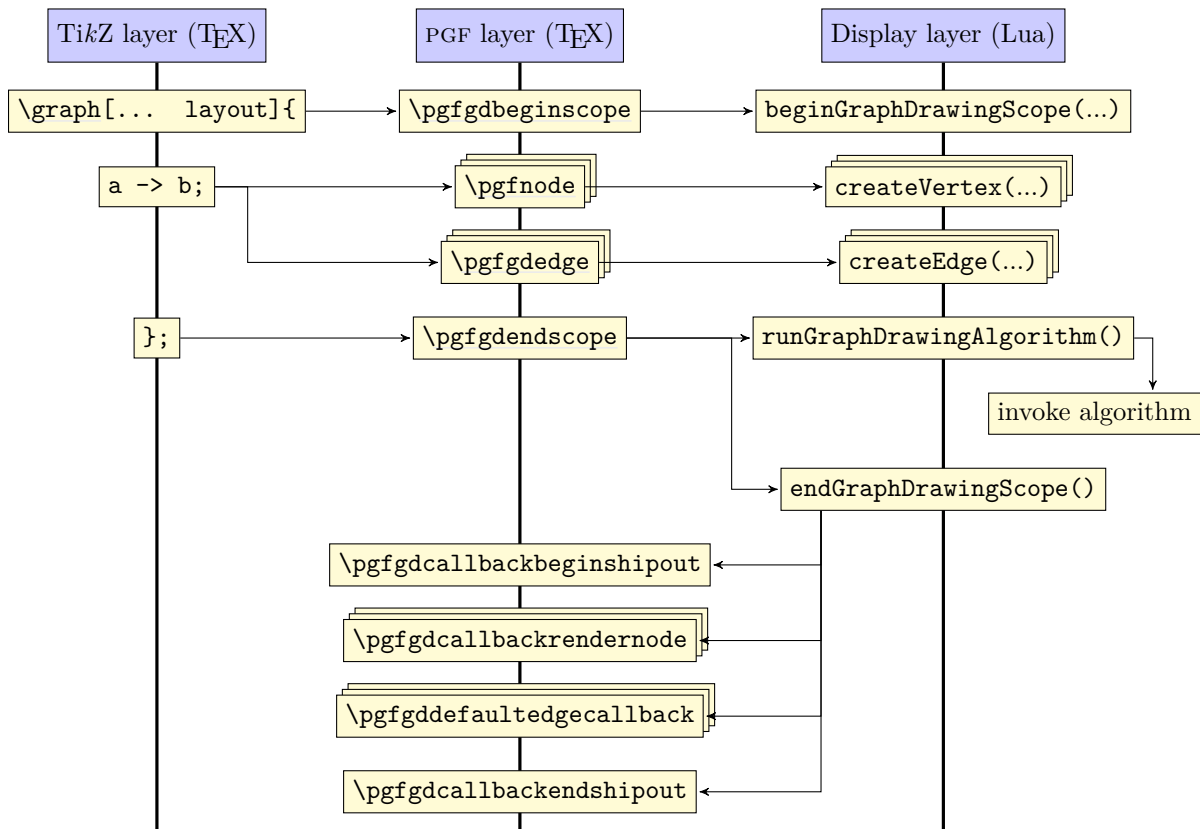 TikZ layer (TEX)
PGF layer (TEX)
Display layer (Lua)
\graph[... layout]{
\pgfgdbeginscope
beginGraphDrawingScope(...)
a -> b;
\pgfnode
createVertex(...)
\pgfgdedge
createEdge(...)
};
\pgfgdendscope
runGraphDrawingAlgorithm()
invoke algorithm
endGraphDrawingScope()
\pgfgdcallbackbeginshipout
\pgfgdcallbackrendernode
\pgfgddefaultedgecallback
\pgfgdcallbackendshipout